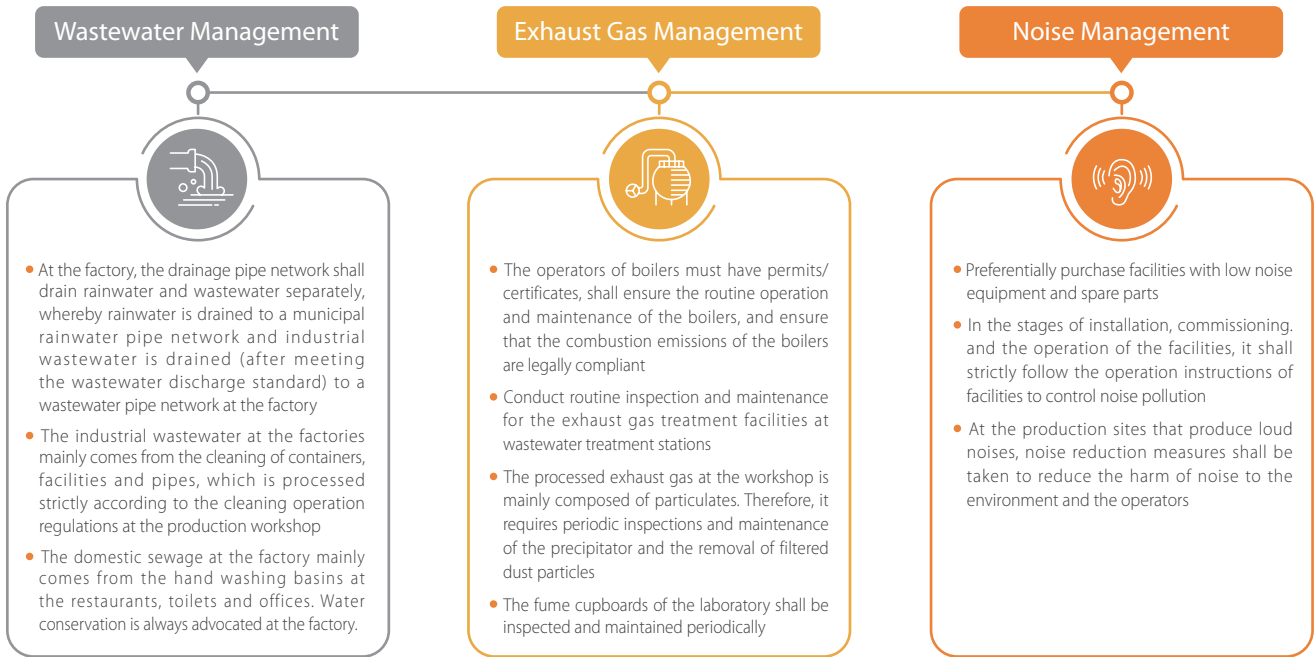 Wastewater Management
Exhaust Gas Management
Noise Management
• At the factory, the drainage pipe network shall
drain rainwater and wastewater separately,
whereby rainwater is drained to a municipal
rainwater pipe network and industrial
wastewater is drained (after meeting
the wastewater discharge standard) to a
wastewater pipe network at the factory
• The industrial wastewater at the factories
mainly comes from the cleaning of containers,
facilities and pipes, which is processed
strictly according to the cleaning operation
regulations at the production workshop
• The domestic sewage at the factory mainly
comes from the hand washing basins at
the restaurants, toilets and offices. Water
conservation is always advocated at the factory.
• The operators of boilers must have permits/
certificates, shall ensure the routine operation
and maintenance of the boilers, and ensure
that the combustion emissions of the boilers
are legally compliant
• Conduct routine inspection and maintenance
for the exhaust gas treatment facilities at
wastewater treatment stations
• The processed exhaust gas at the workshop is
mainly composed of particulates. Therefore, it
requires periodic inspections and maintenance
of the precipitator and the removal of filtered
dust particles
• The fume cupboards of the laboratory shall be
inspected and maintained periodically
• Preferentially purchase facilities with low noise
equipment and spare parts
• In the stages of installation, commissioning.
and the operation of the facilities, it shall
strictly follow the operation instructions of
facilities to control noise pollution
• At the production sites that produce loud
noises, noise reduction measures shall be
taken to reduce the harm of noise to the
environment and the operators